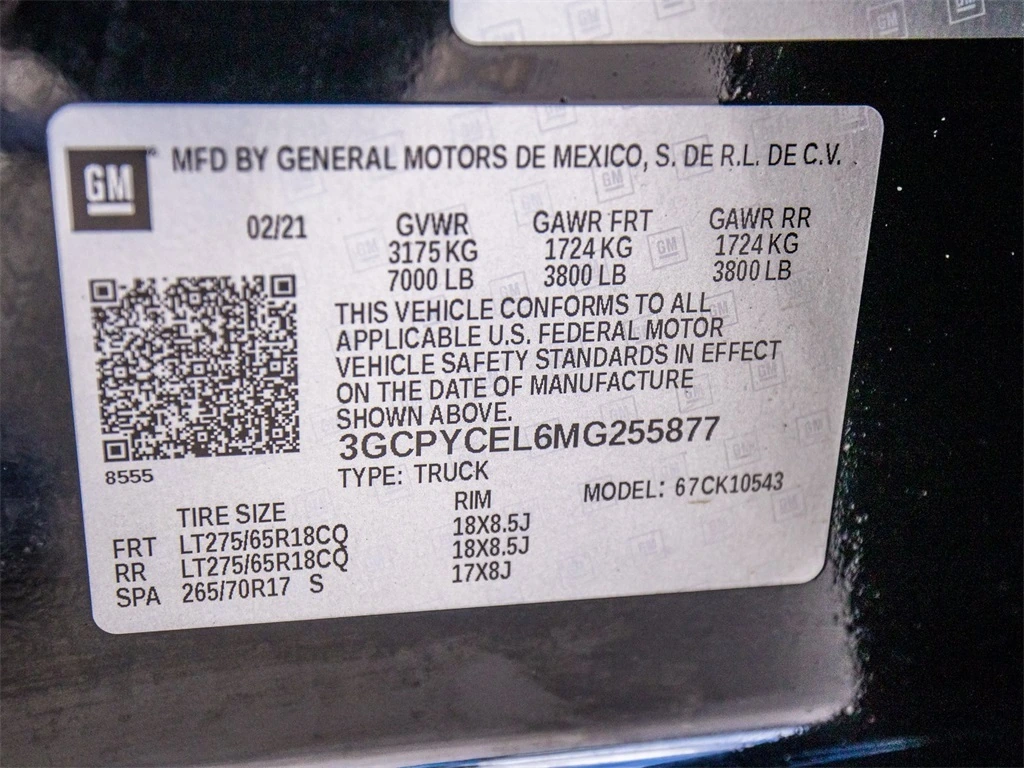 GM® MFD BY GENERAL MOTORS DE MEXICO, S. DE R.L. DE C.V.
02/21 GVWR GAWR FRT GAWR RR
3175 KG 1724 KG 1724 KG
7000 LB 3800 LB 3800 LB
THIS VEHICLE CONFORMS TO ALL
APPLICABLE U.S. FEDERAL MOTOR
VEHICLE SAFETY STANDARDS IN EFFECT
ON THE DATE OF MANUFACTURE
SHOWN ABOVE.
3GCPYCEL6MG255877
8555 TYPE: TRUCK
TIRE SIZE RIM MODEL: 67CK10543
FRT LT275/65R18CQ 18X8.5J
RR LT275/65R18CQ 18X8.5J
SPA 265/70R17 S 17X8J